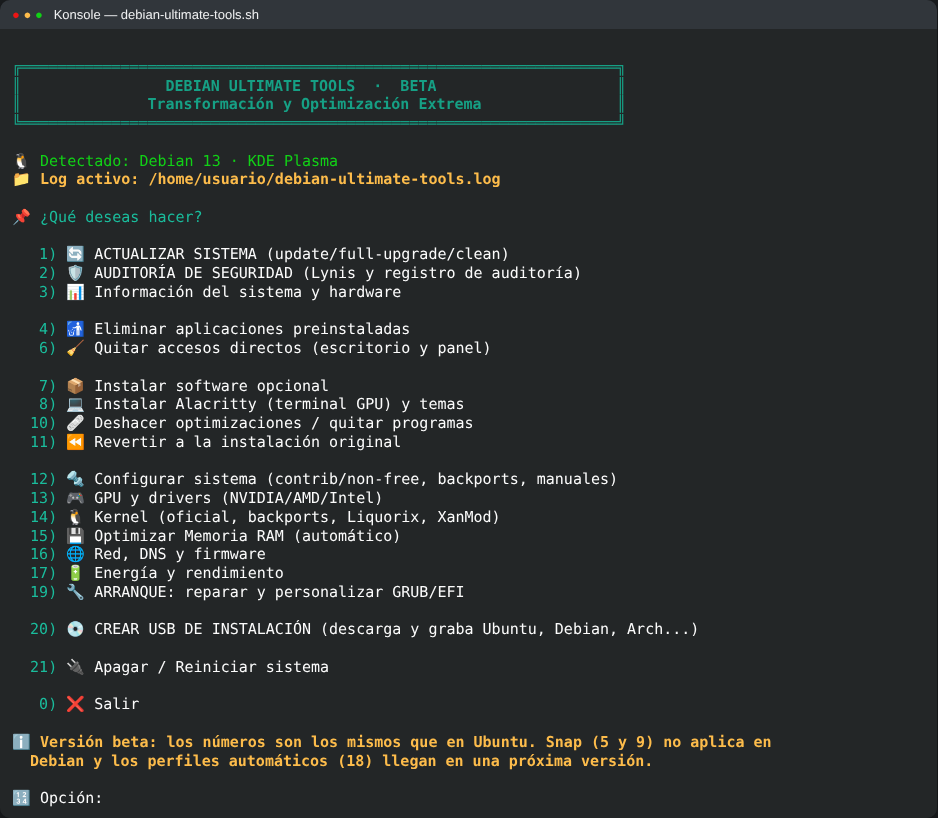 Konsole — debian-ultimate-tools.sh
DEBIAN ULTIMATE TOOLS · BETA
Transformación y Optimización Extrema
🐧 Detectado: Debian 13 · KDE Plasma
📁 Log activo: /home/usuario/debian-ultimate-tools.log
📌 ¿Qué deseas hacer?
1) 🔄 ACTUALIZAR SISTEMA (update/full-upgrade/clean)
2) 🛡️ AUDITORÍA DE SEGURIDAD (Lynis y registro de auditoría)
3) 📊 Información del sistema y hardware
4) 🚮 Eliminar aplicaciones preinstaladas
6) 🧹 Quitar accesos directos (escritorio y panel)
7) 📦 Instalar software opcional
8) 💻 Instalar Alacritty (terminal GPU) y temas
10) 🩹 Deshacer optimizaciones / quitar programas
11) ⏪ Revertir a la instalación original
12) 🔩 Configurar sistema (contrib/non-free, backports, manuales)
13) 🎮 GPU y drivers (NVIDIA/AMD/Intel)
14) 🐧 Kernel (oficial, backports, Liquorix, XanMod)
15) 💾 Optimizar Memoria RAM (automático)
16) 🌐 Red, DNS y firmware
17) 🔋 Energía y rendimiento
19) 🔧 ARRANQUE: reparar y personalizar GRUB/EFI
20) 💿 CREAR USB DE INSTALACIÓN (descarga y graba Ubuntu, Debian, Arch...)
21) 🔌 Apagar / Reiniciar sistema
0) ❌ Salir
ℹ️ Versión beta: los números son los mismos que en Ubuntu. Snap (5 y 9) no aplica en
Debian y los perfiles automáticos (18) llegan en una próxima versión.
🔢 Opción: